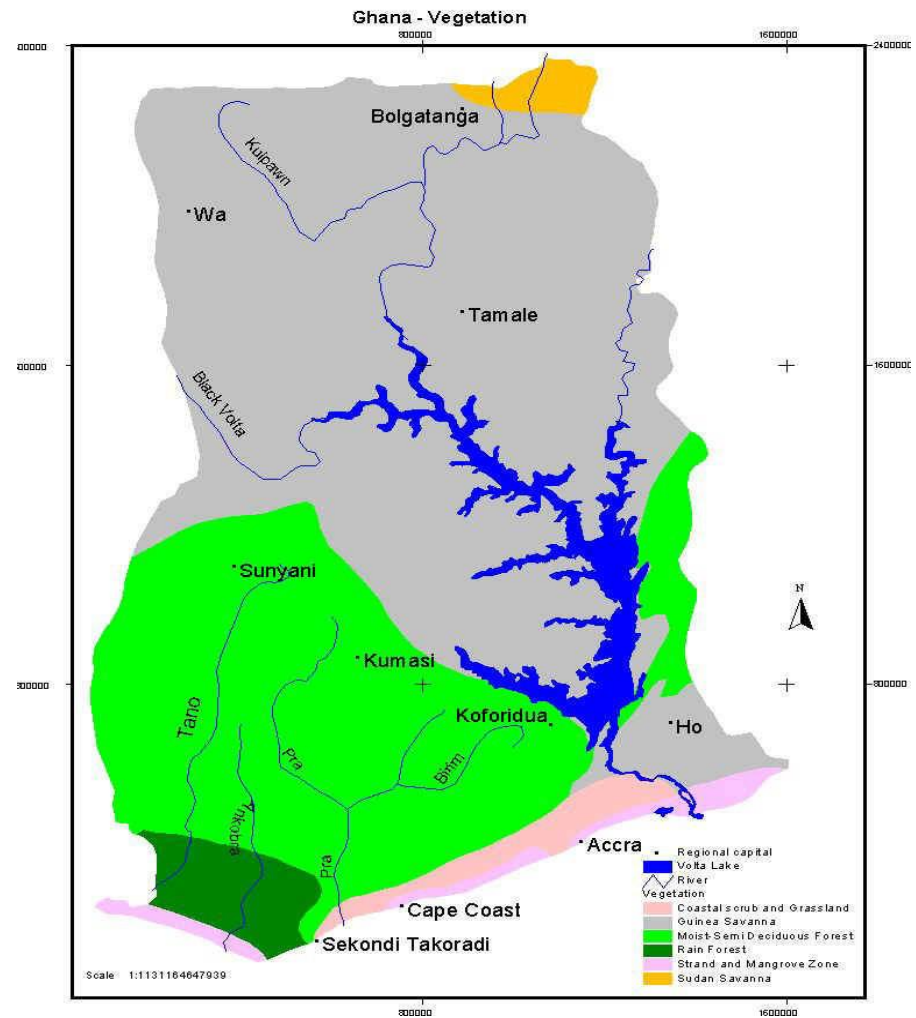 Ghana - Vegetation
800000
1600000
2400000
Bolgatanga
Kulpawn
Wa
Tamale
1600000
Black Volta
Sunyani
Kumasi
N
800000
Koforidua
Ho
Tano
Pra
Birim
Ankobra
Pra
Accra
Cape Coast
Sekondi Takoradi
Regional capital
Volta Lake
River
Vegetation
Coastal scrub and Grassland
Guinea Savanna
Moist-Semi Deciduous Forest
Rain Forest
Strand and Mangrove Zone
Sudan Savanna
Scale 1:1131164647939
800000
1600000